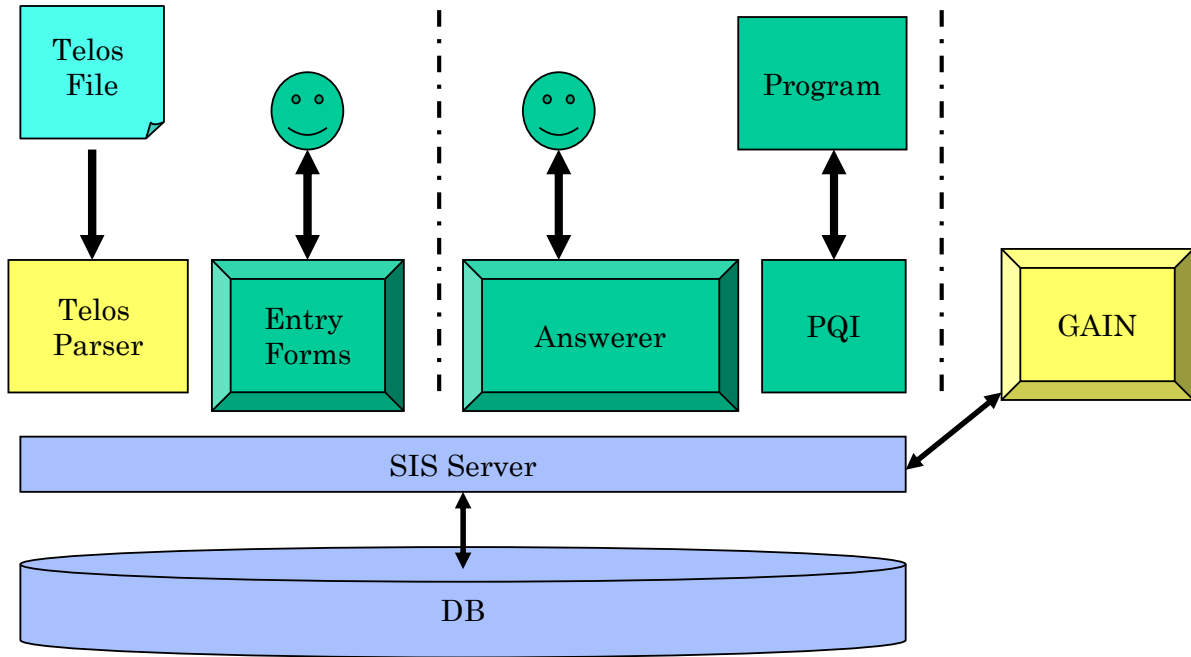 Telos
File
Program
Telos
Parser
Entry
Forms
Answerer
PQI
GAIN
SIS Server
DB